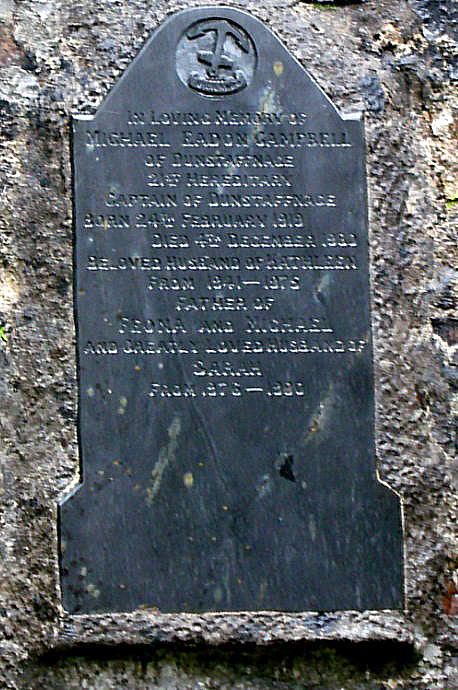 IN LOVING MEMORY OF
MICHAEL EADON CAMPBELL
OF DUNSTAFFNAGE
21ST HEREDITARY
CAPTAIN OF DUNSTAFFNAGE
BORN 24TH FEBRUARY 1918
DIED 4TH DECEMBER 1980
BELOVED HUSBAND OF KATHLEEN
FROM 1941-1975
FATHER OF
FEONA AND MICHAEL
AND GREATLY LOVED HUSBAND OF
SARAH
FROM 1976-1980